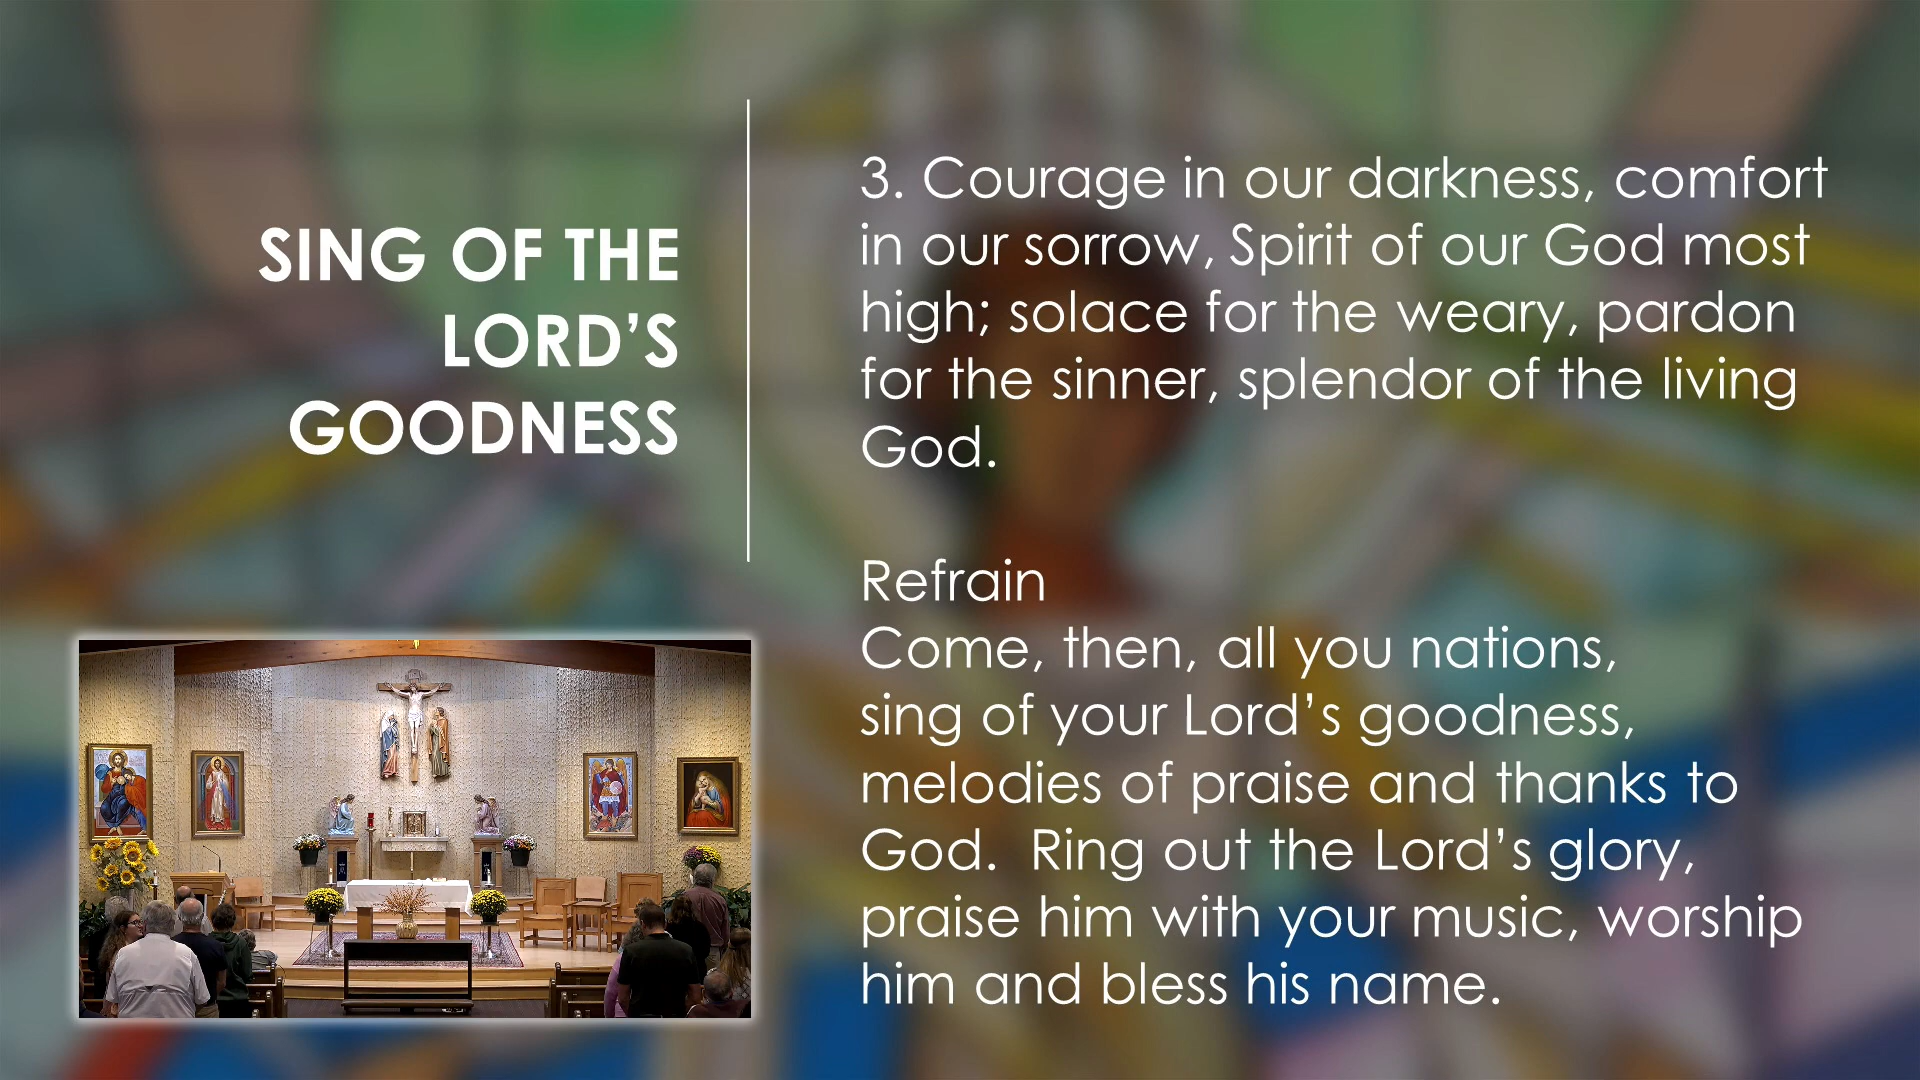 SING OF THE
LORD’S
GOODNESS
3. Courage in our darkness, comfort
in our sorrow, Spirit of our God most
high; solace for the weary, pardon
for the sinner, splendor of the living
God.
Refrain
Come, then, all you nations,
sing of your Lord’s goodness,
melodies of praise and thanks to
God.  Ring out the Lord’s glory,
praise him with your music, worship
him and bless his name.